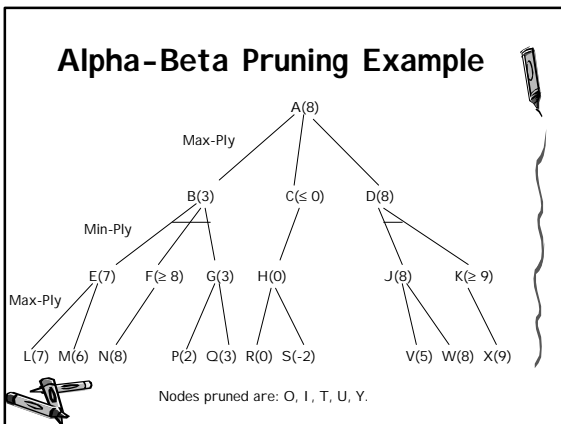 Alpha-Beta Pruning Example
A(8)
Max-Ply
B(3) C(≤ 0) D(8)
Min-Ply
E(7) F(≥ 8) G(3) H(0) J(8) K(≥ 9)
Max-Ply
L(7) M(6) N(8) P(2) Q(3) R(0) S(-2) V(5) W(8) X(9)
Nodes pruned are: O, I , T, U, Y.